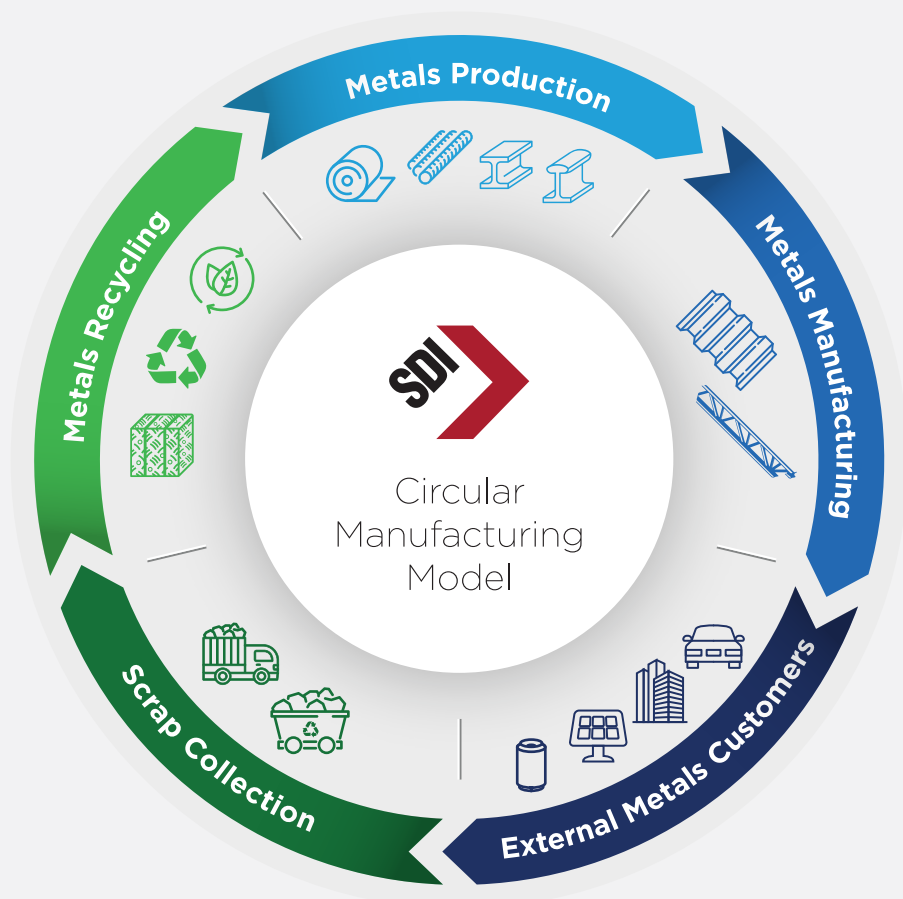 Metals Production
Metals Manufacturing
External Metals Customers
Scrap Collection
Metals Recycling
SDI
Circular
Manufacturing
Model